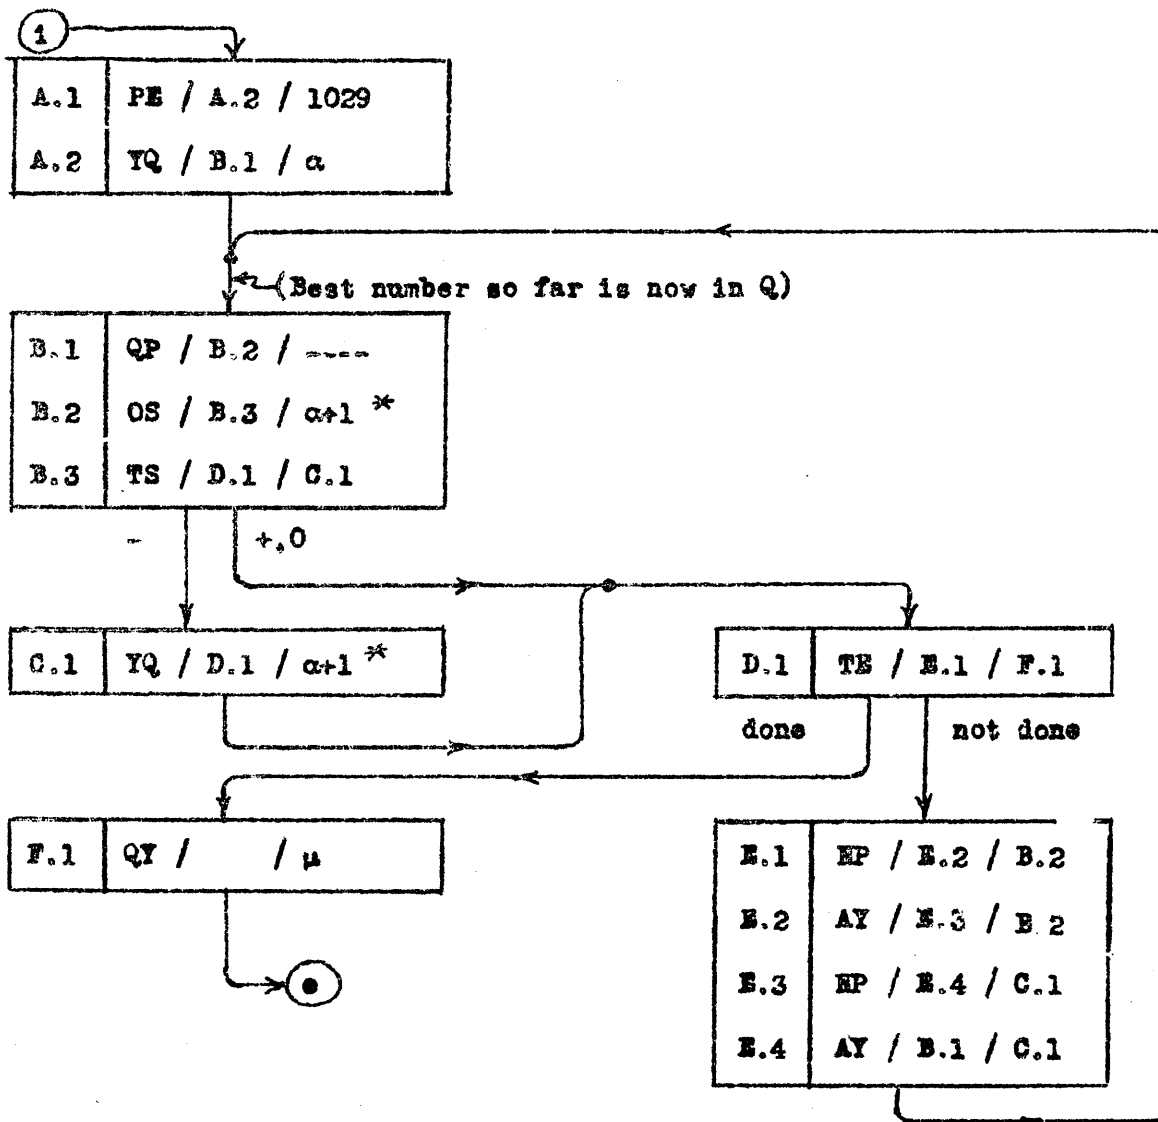 1
A.1 PE / A.2 / 1029
A.2 YQ / B.1 / α
(Best number so far is now in Q)
B.1 QP / B.2 / ----
B.2 OS / B.3 / α+1 *
B.3 TS / D.1 / C.1
- +,0
C.1 YQ / D.1 / α+1 *
D.1 TE / E.1 / F.1
done not done
F.1 QY / / μ
E.1 EP / E.2 / B.2
E.2 AY / E.3 / B.2
E.3 EP / E.4 / C.1
E.4 AY / B.1 / C.1